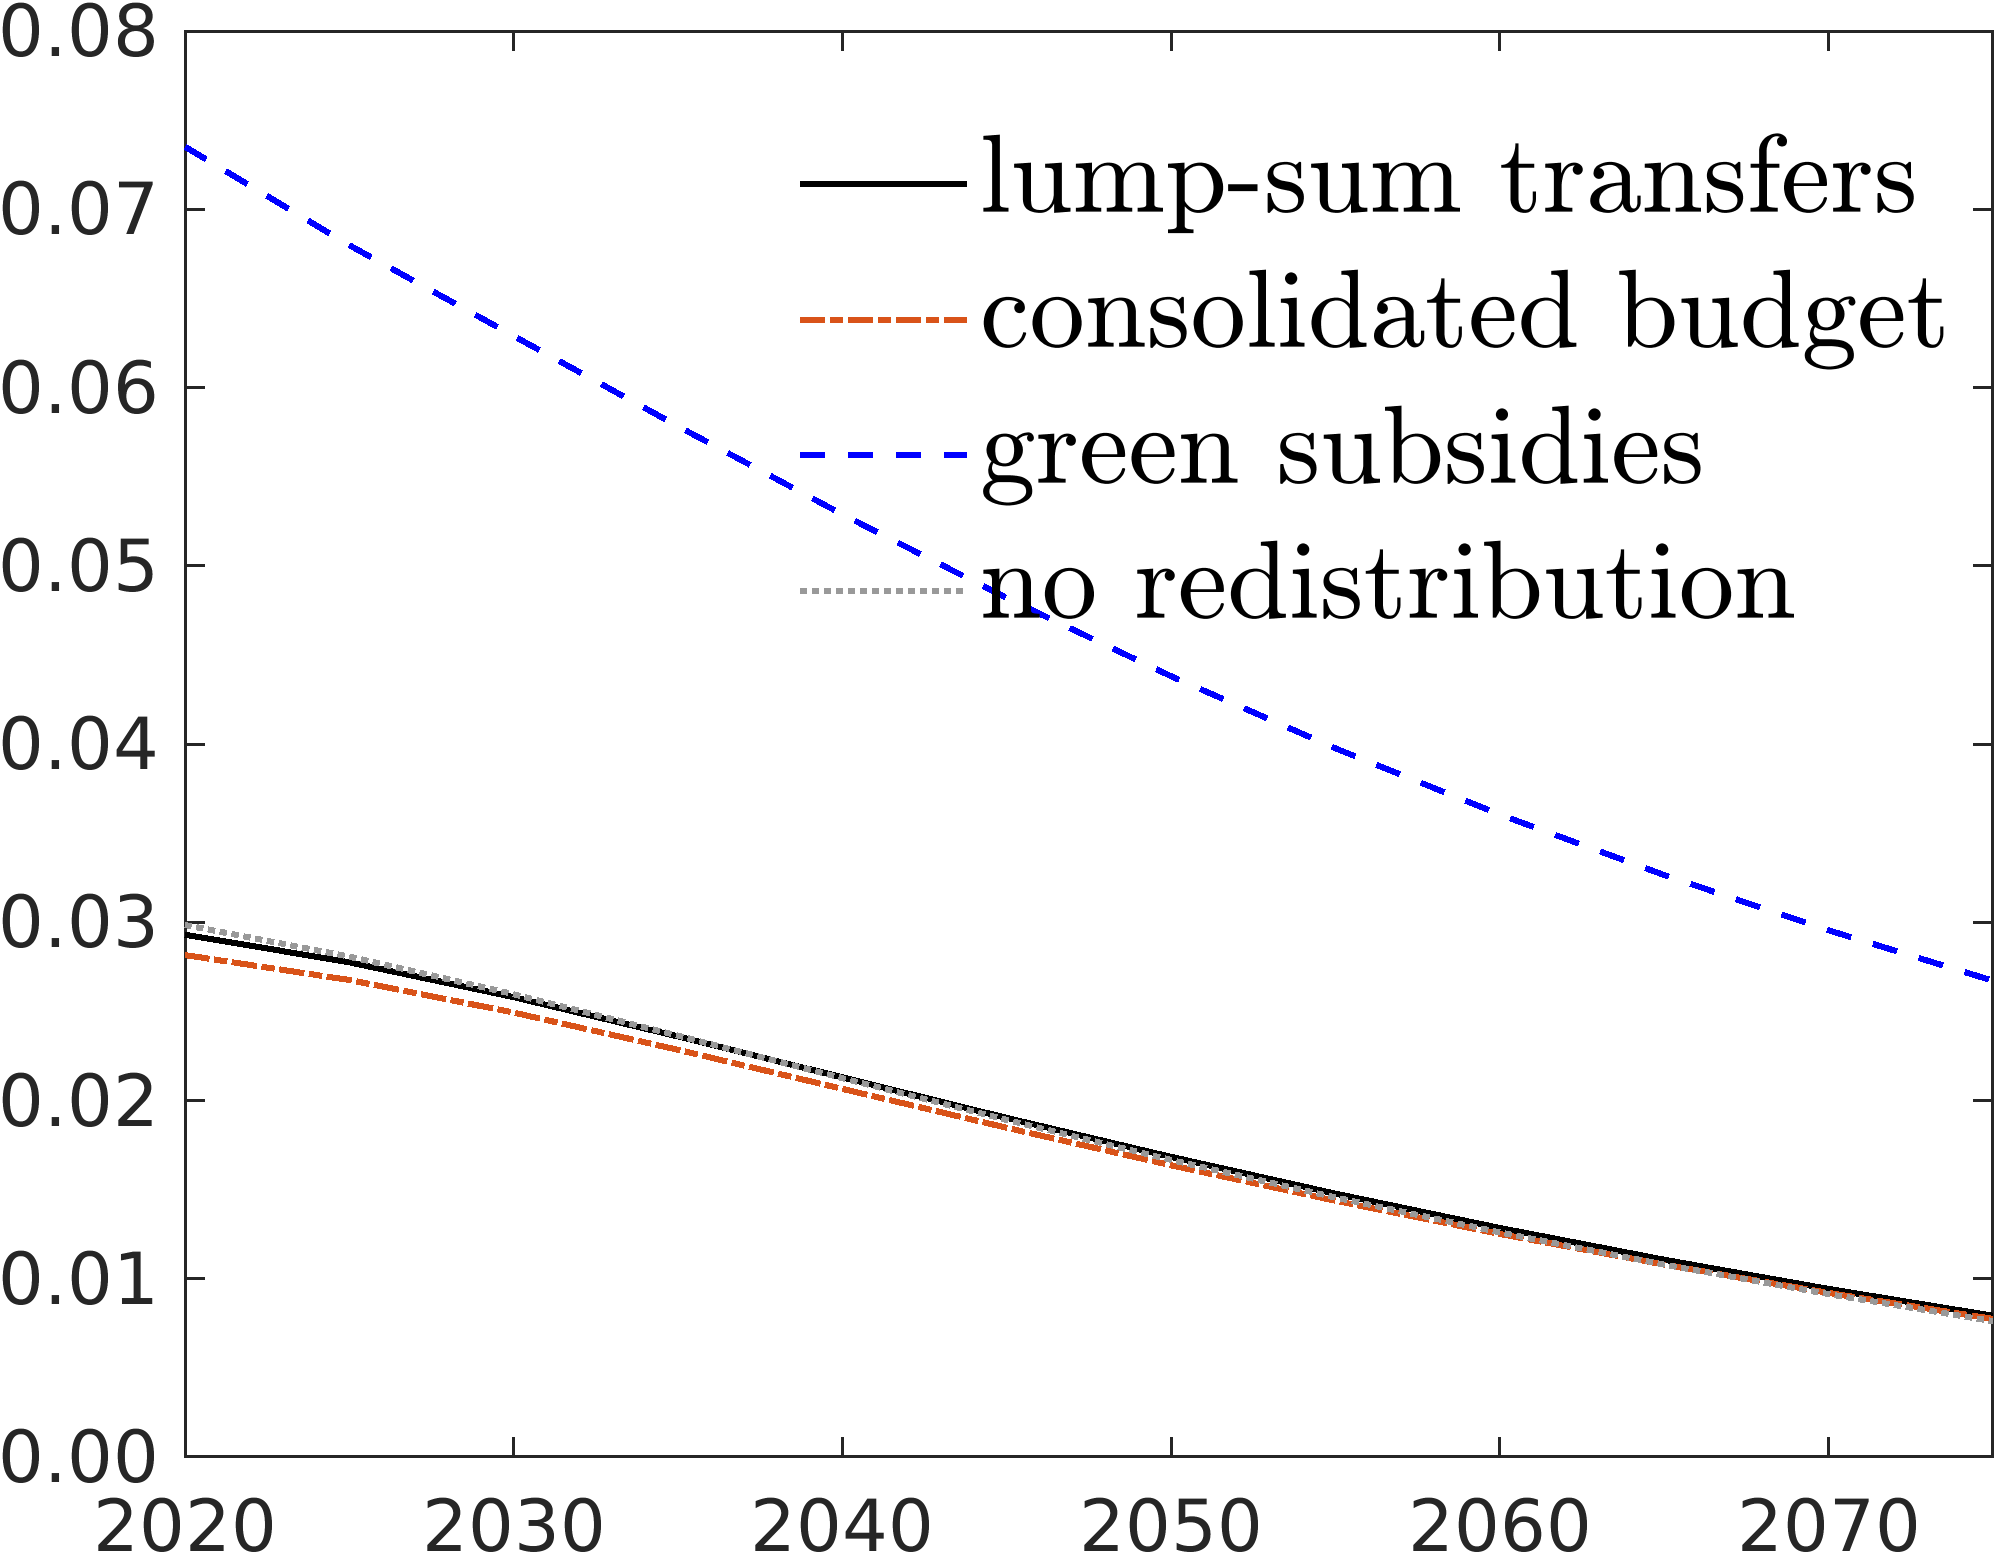 0.08
0.07
0.06
0.05
0.04
0.03
0.02
0.01
0.00
lump-sum transfers
consolidated budget
green subsidies
no redistribution
2020 2030 2040 2050 2060 2070